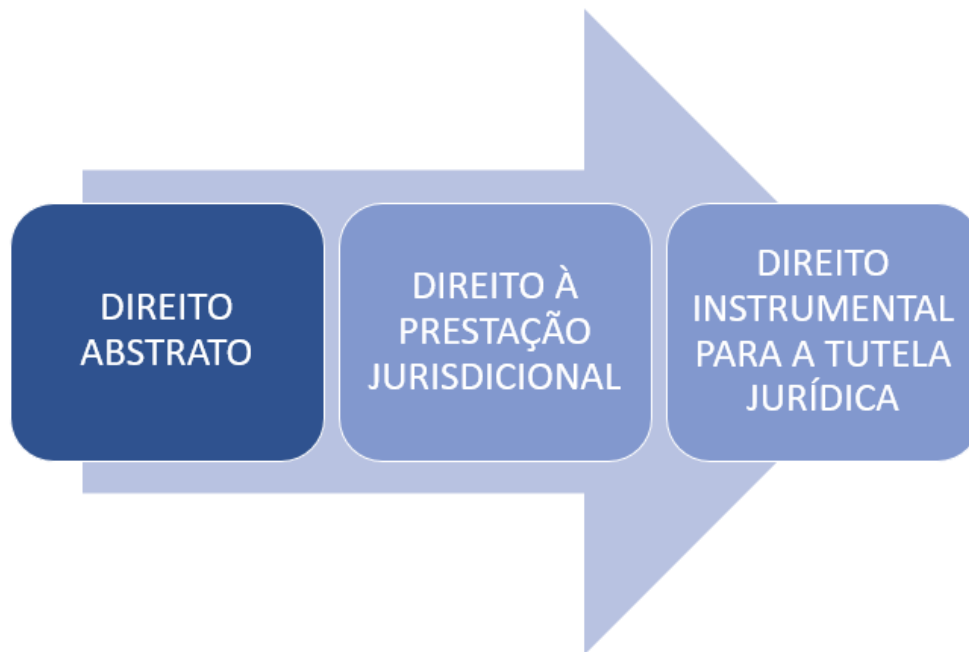 DIREITO
ABSTRATO
DIREITO À
PRESTAÇÃO
JURISDICIONAL
DIREITO
INSTRUMENTAL
PARA A TUTELA
JURÍDICA